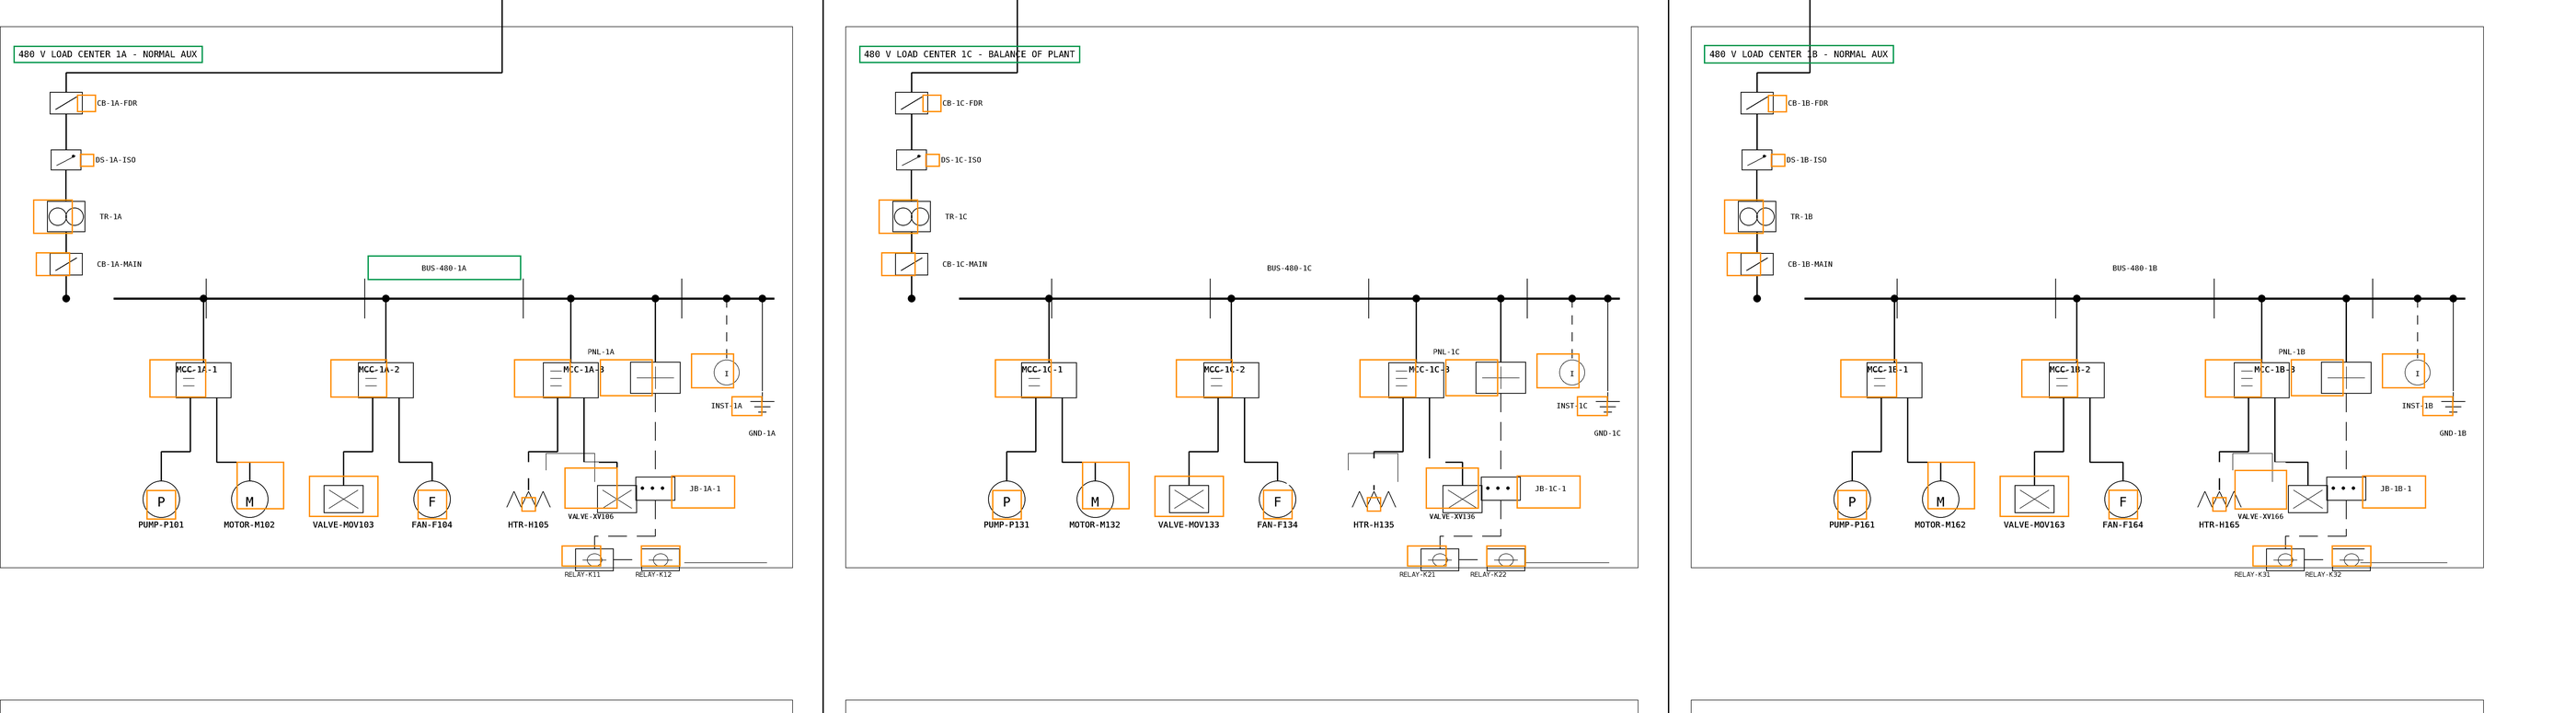 480 V LOAD CENTER 1A - NORMAL AUX
CB-1A-FDR
DS-1A-ISO
TR-1A
CB-1A-MAIN
BUS-480-1A
PNL-1A
MCC-1A-1
MCC-1A-2
MCC-1A-3
I
INST-1A
GND-1A
JB-1A-1
P
M
F
VALVE-XV106
PUMP-P101
MOTOR-M102
VALVE-MOV103
FAN-F104
HTR-H105
RELAY-K11
RELAY-K12
480 V LOAD CENTER 1C - BALANCE OF PLANT
CB-1C-FDR
DS-1C-ISO
TR-1C
CB-1C-MAIN
BUS-480-1C
PNL-1C
MCC-1C-1
MCC-1C-2
MCC-1C-3
I
INST-1C
GND-1C
JB-1C-1
P
M
F
VALVE-XV136
PUMP-P131
MOTOR-M132
VALVE-MOV133
FAN-F134
HTR-H135
RELAY-K21
RELAY-K22
480 V LOAD CENTER 1B - NORMAL AUX
CB-1B-FDR
DS-1B-ISO
TR-1B
CB-1B-MAIN
BUS-480-1B
PNL-1B
MCC-1B-1
MCC-1B-2
MCC-1B-3
I
INST-1B
GND-1B
JB-1B-1
P
M
F
VALVE-XV166
PUMP-P161
MOTOR-M162
VALVE-MOV163
FAN-F164
HTR-H165
RELAY-K31
RELAY-K32